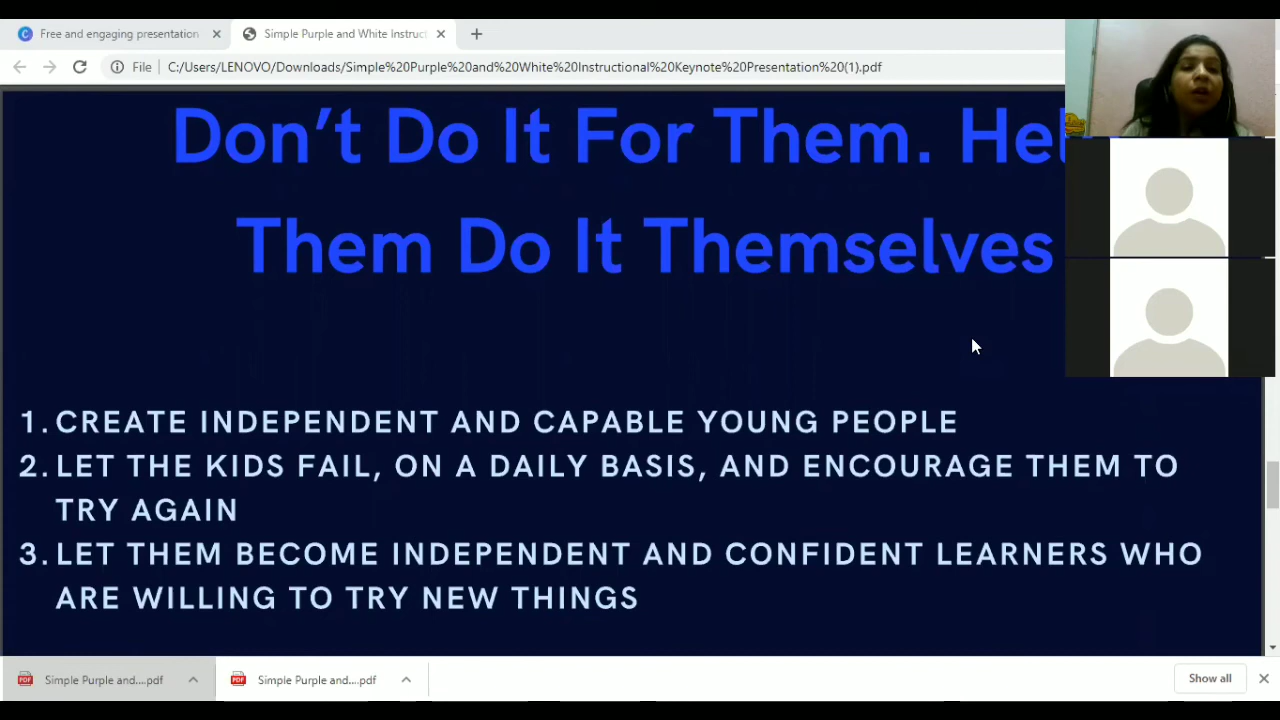 Free and engaging presentation
Simple Purple and White Instruc
File
C:/Users/LENOVO/Downloads/Simple%20Purple%20and%20White%20Instructional%20Keynote%20Presentation%20(1).pdf
Don't Do It For Them. Hel
Them Do It Themselves
1. CREATE INDEPENDENT AND CAPABLE YOUNG PEOPLE
2. LET THE KIDS FAIL, ON A DAILY BASIS, AND ENCOURAGE THEM TO
TRY AGAIN
3. LET THEM BECOME INDEPENDENT AND CONFIDENT LEARNERS WHO
ARE WILLING TO TRY NEW THINGS
Simple Purple and....pdf
Simple Purple and....pdf
Show all